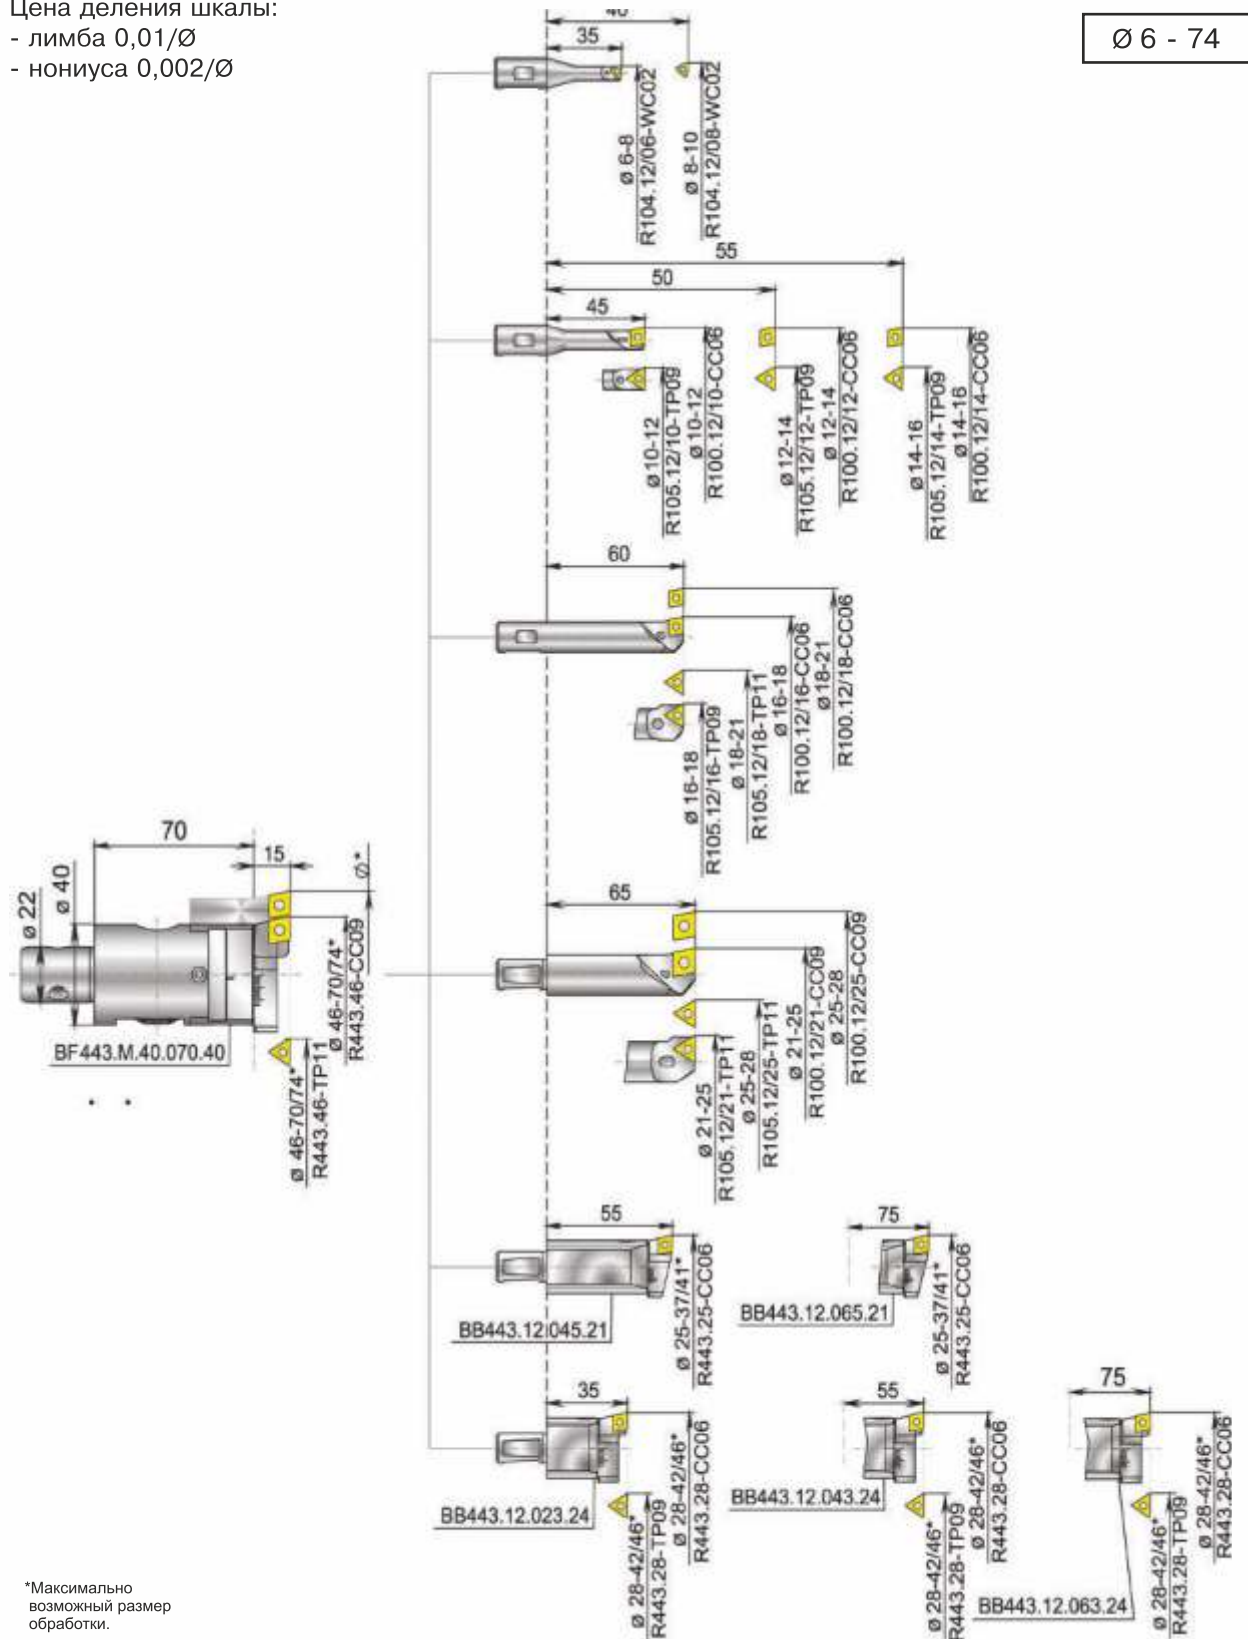 Цена деления шкалы:
- лимба 0,01/Ø
- нониуса 0,002/Ø
Ø 6 - 74
40
35
Ø 6-8
R104.12/06-WC02
Ø 8-10
R104.12/08-WC02
55
50
45
Ø 10-12
R105.12/10-TP09
Ø 10-12
R100.12/10-CC06
Ø 12-14
R105.12/12-TP09
Ø 12-14
R100.12/12-CC06
Ø 14-16
R105.12/14-TP09
Ø 14-16
R100.12/14-CC06
60
Ø 16-18
R105.12/16-TP09
Ø 18-21
R105.12/18-TP11
Ø 16-18
R100.12/16-CC06
Ø 18-21
R100.12/18-CC06
70
15
Ø*
Ø 40
Ø 22
BF443.M.40.070.40
Ø 46-70/74*
R443.46-TP11
Ø 46-70/74*
R443.46-CC09
65
Ø 21-25
R105.12/21-TP11
Ø 25-28
R105.12/25-TP11
Ø 21-25
R100.12/21-CC09
Ø 25-28
R100.12/25-CC09
55
BB443.12.045.21
Ø 25-37/41*
R443.25-CC06
75
BB443.12.065.21
Ø 25-37/41*
R443.25-CC06
35
BB443.12.023.24
Ø 28-42/46*
R443.28-TP09
Ø 28-42/46*
R443.28-CC06
55
BB443.12.043.24
Ø 28-42/46*
R443.28-TP09
Ø 28-42/46*
R443.28-CC06
75
BB443.12.063.24
Ø 28-42/46*
R443.28-TP09
Ø 28-42/46*
R443.28-CC06
*Максимально
возможный размер
обработки.